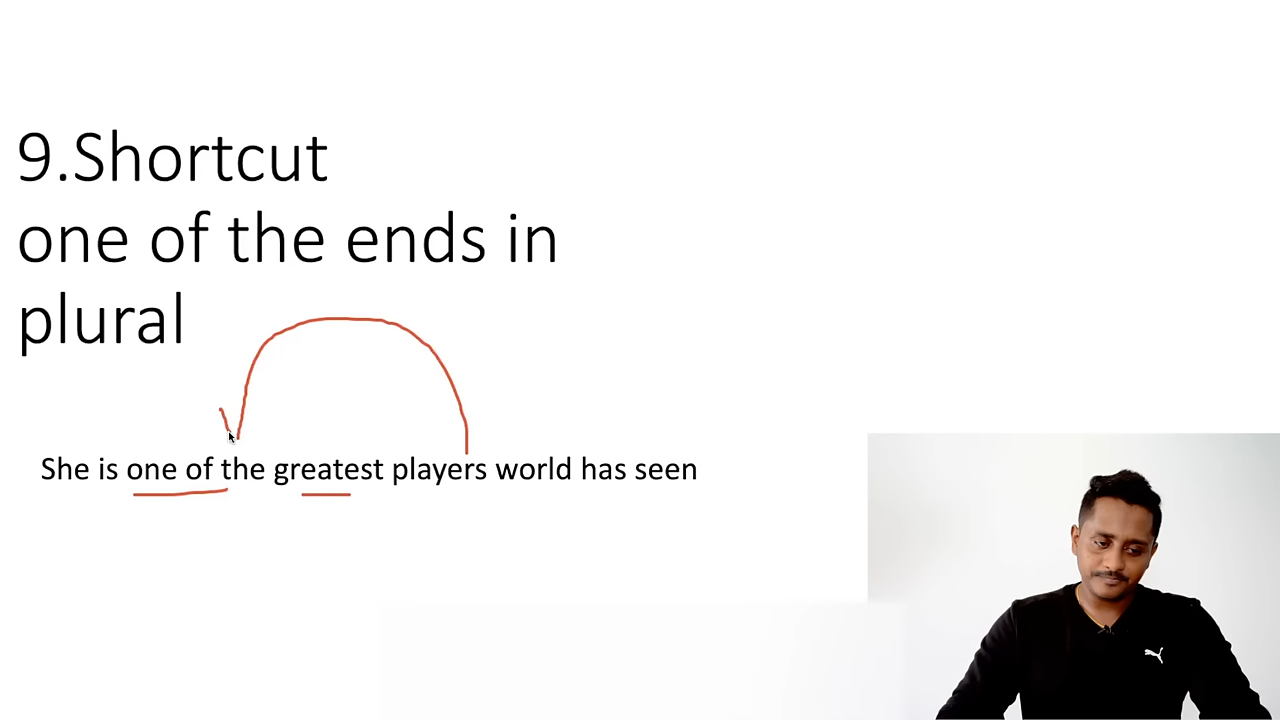 9.Shortcut
one of the ends in
plural
She is one of the greatest players world has seen